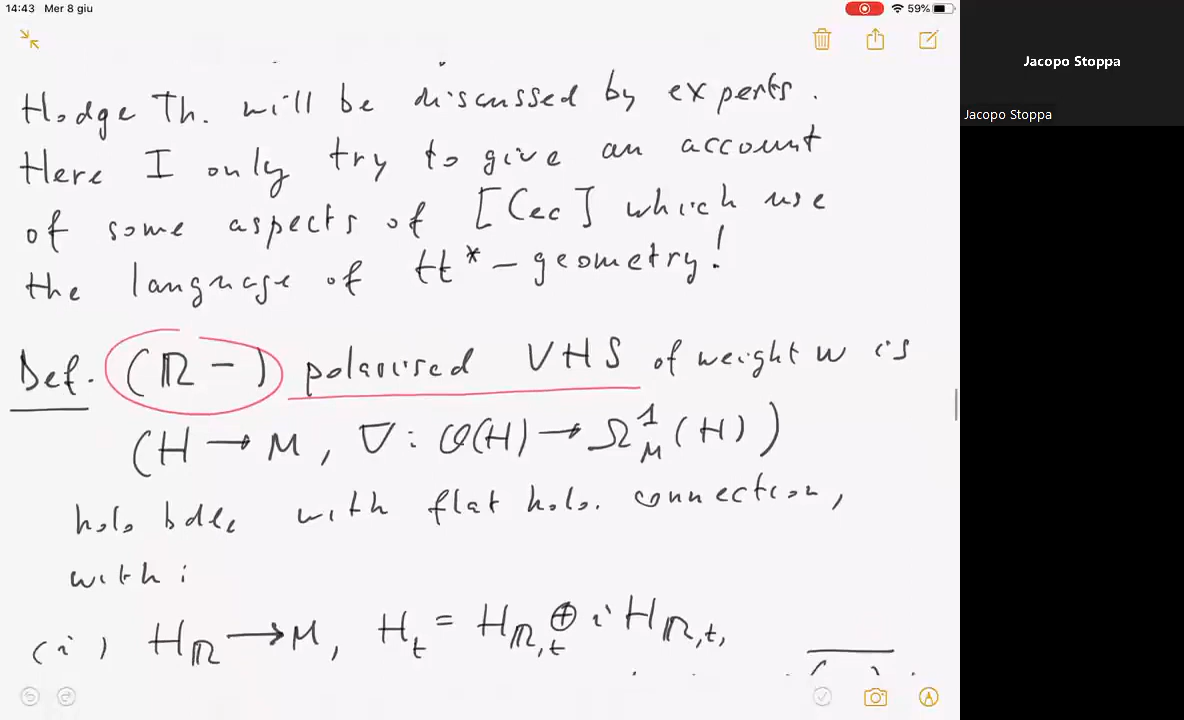 14:43 Mer 8 giu
59%
Jacopo Stoppa
Jacopo Stoppa
Hodge Th. will be discussed by experts.
Here I only try to give an account
of some aspects of [Cec] which use
the language of tt*-geometry!
Def. (ℝ-) polarised VHS of weight w is
(H → M, ∇: O(H) → Ω¹_M(H))
holo bdle with flat holo. connection,
with:
(i) H_ℝ → M, H_t = H_ℝ,t ⊕ i H_ℝ,t,